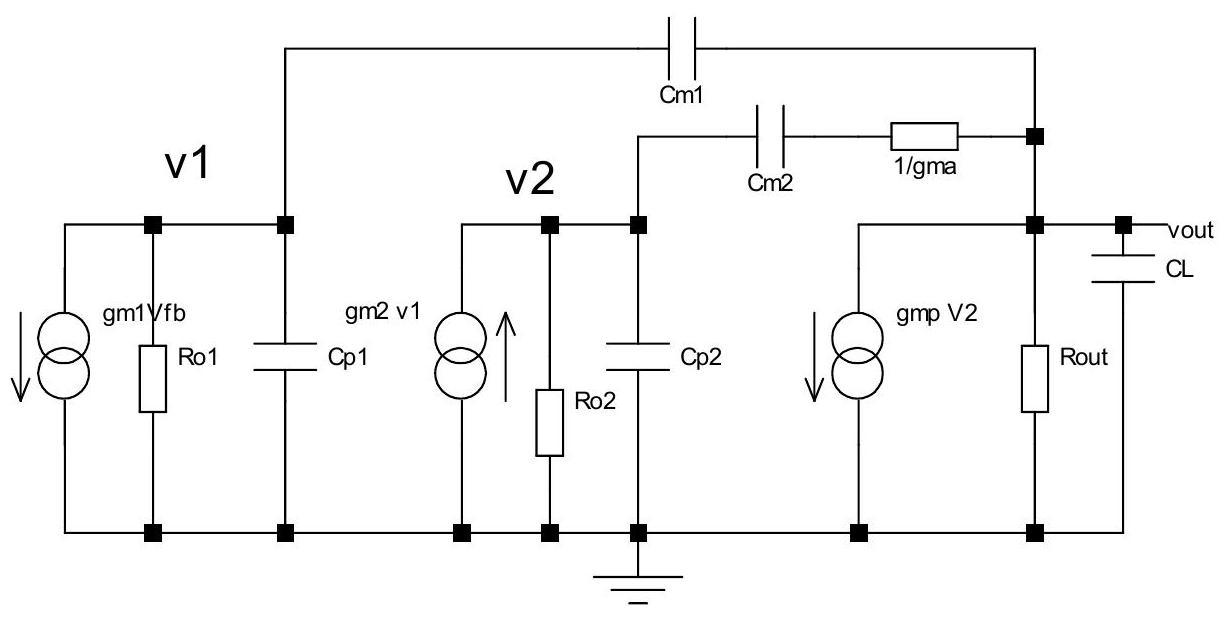 Cm1
Cm2
1/gma
v1
v2
vout
CL
gm1Vfb
gm2 v1
gmp V2
Ro1
Cp1
Ro2
Cp2
Rout